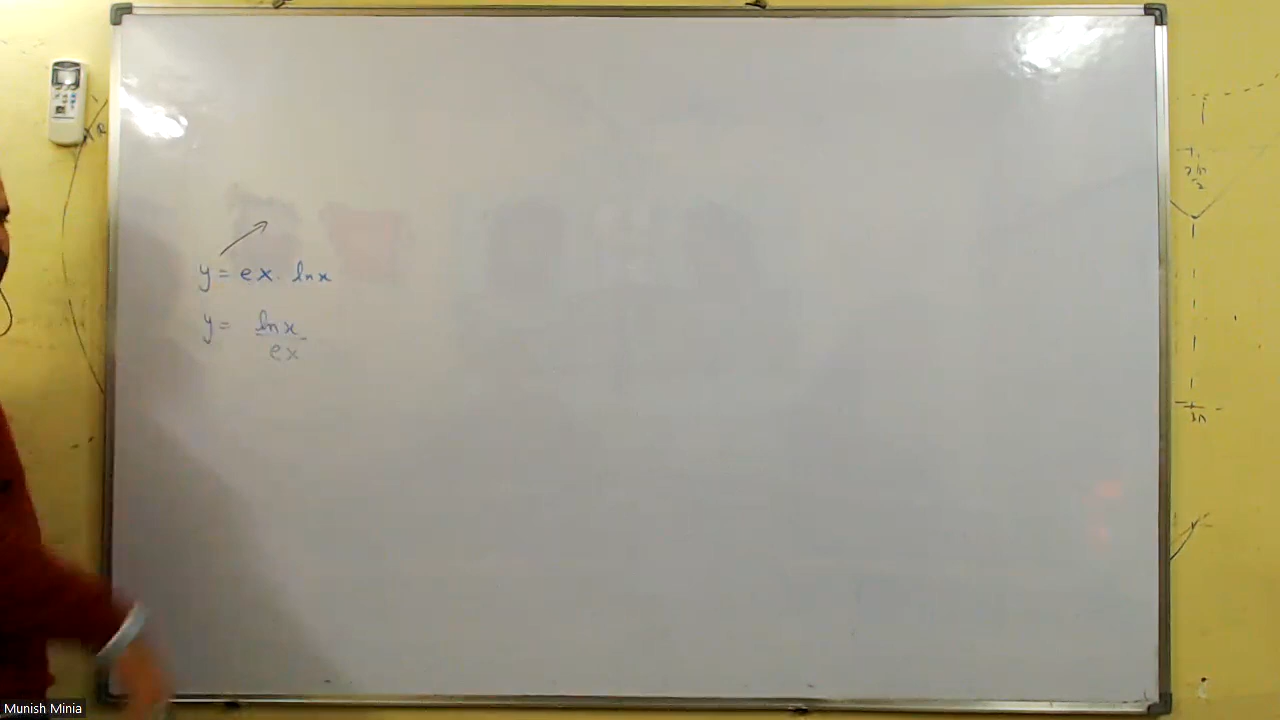 y = ex. lnx
y = lnx / ex
Munish Minia